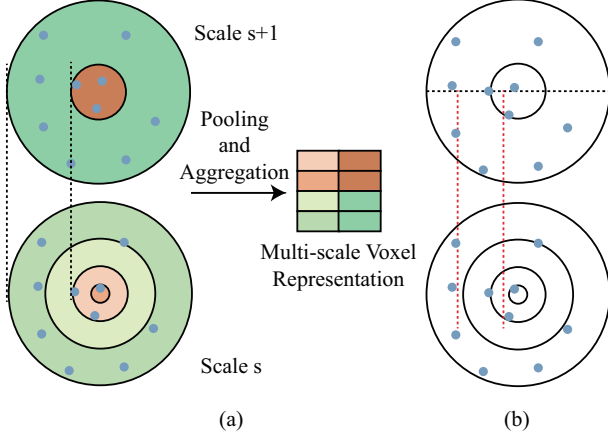 Scale s+1
Pooling
and
Aggregation
Multi-scale Voxel
Representation
Scale s
(a)
(b)